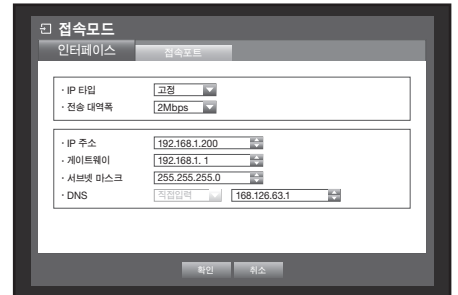 접속모드
인터페이스 접속포트
· IP 타입 고정
· 전송 대역폭 2Mbps
· IP 주소 192.168.1.200
· 게이트웨이 192.168.1. 1
· 서브넷 마스크 255.255.255.0
· DNS 직접입력 168.126.63.1
확인 취소